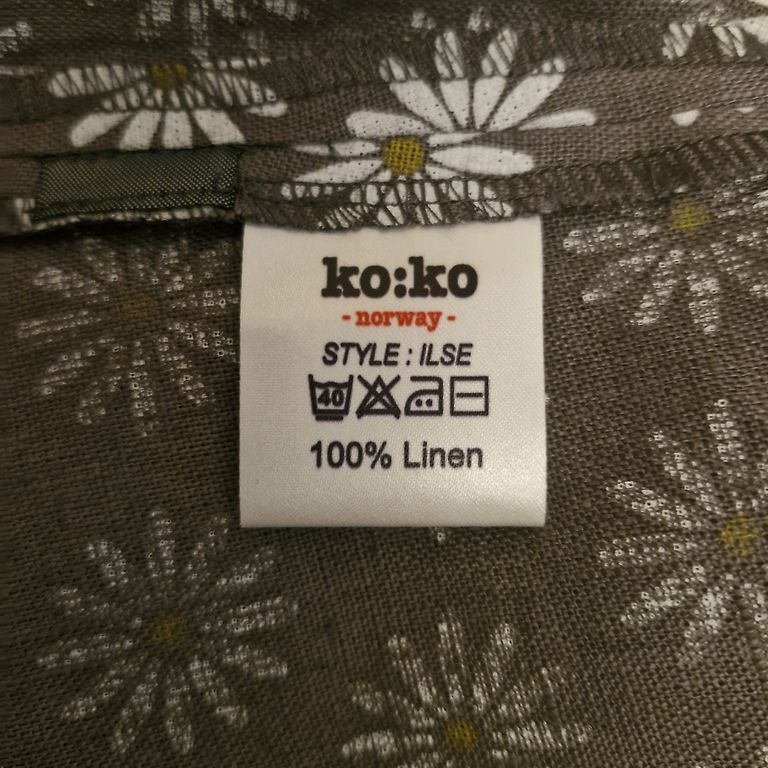 ko:ko
- norway -
STYLE : ILSE
40
100% Linen